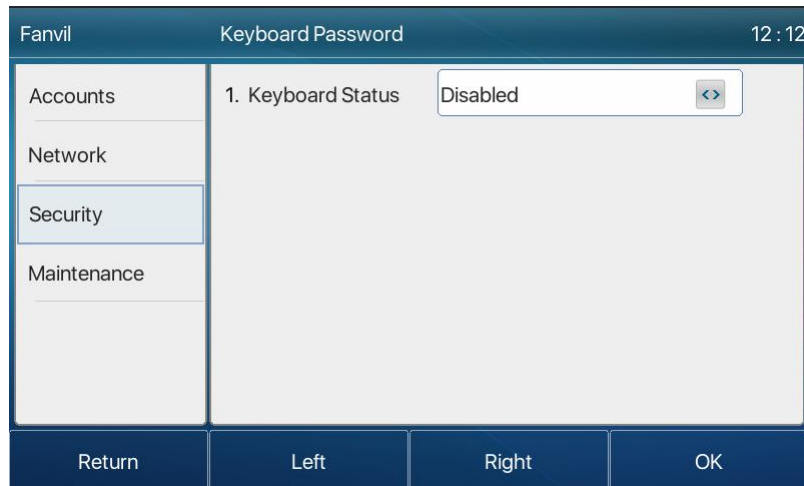 Fanvil Keyboard Password 12:12
Accounts
1. Keyboard Status Disabled <>
Network
Security
Maintenance
Return Left Right OK